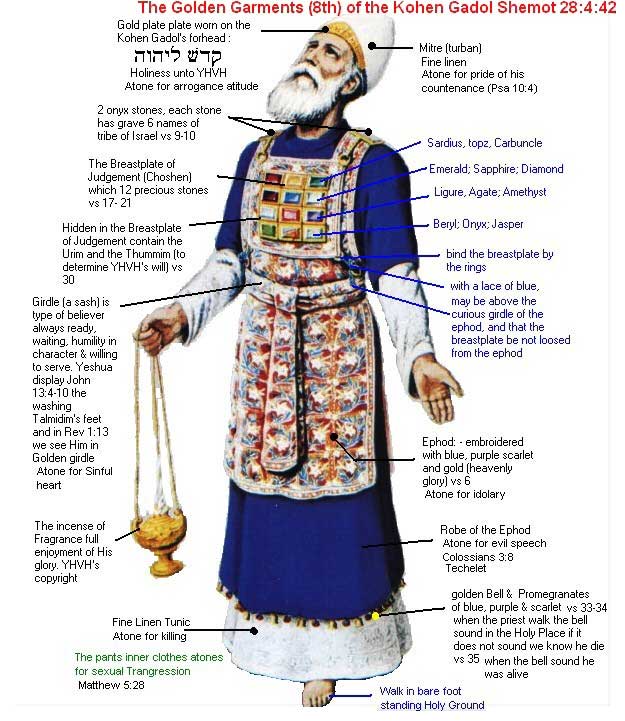 The Golden Garments (8th) of the Kohen Gadol Shemot 28:4:42
Gold plate plate worn on the
Kohen Gadol's forehead :
קדש ליהוה
Holiness unto YHVH
Atone for arrogance atitude
Mitre (turban)
Fine linen
Atone for pride of his
countenance (Psa 10:4)
2 onyx stones, each stone
has grave 6 names of
tribe of Israel vs 9-10
The Breastplate of
Judgement (Choshen)
which 12 precious stones
vs 17- 21
Sardius, topz, Carbuncle
Emerald; Sapphire; Diamond
Ligure, Agate; Amethyst
Beryl; Onyx; Jasper
Hidden in the Breastplate
of Judgement contain the
Urim and the Thummim (to
determine YHVH's will) vs
30
bind the breastplate by
the rings
with a lace of blue,
may be above the
curious girdle of the
ephod, and that the
breastplate be not loosed
from the ephod
Girdle (a sash) is
type of believer
always ready,
waiting, humility in
character & willing
to serve. Yeshua
display John
13:4-10 the
washing
Talmidim's feet
and in Rev 1:13
we see Him in
Golden girdle
Atone for Sinful
heart
Ephod: - embroidered
with blue, purple scarlet
and gold (heavenly
glory) vs 6
Atone for idolary
The incense of
Fragrance full
enjoyment of His
glory. YHVH's
copyright
Robe of the Ephod
Atone for evil speech
Colossians 3:8
Techelet
golden Bell & Promegranates
of blue, purple & scarlet vs 33-34
when the priest walk the bell
sound in the Holy Place if it
does not sound we know he die
vs 35 when the bell sound he
was alive
Fine Linen Tunic
Atone for killing
The pants inner clothes atones
for sexual Trangression
Matthew 5:28
Walk in bare foot
standing Holy Ground